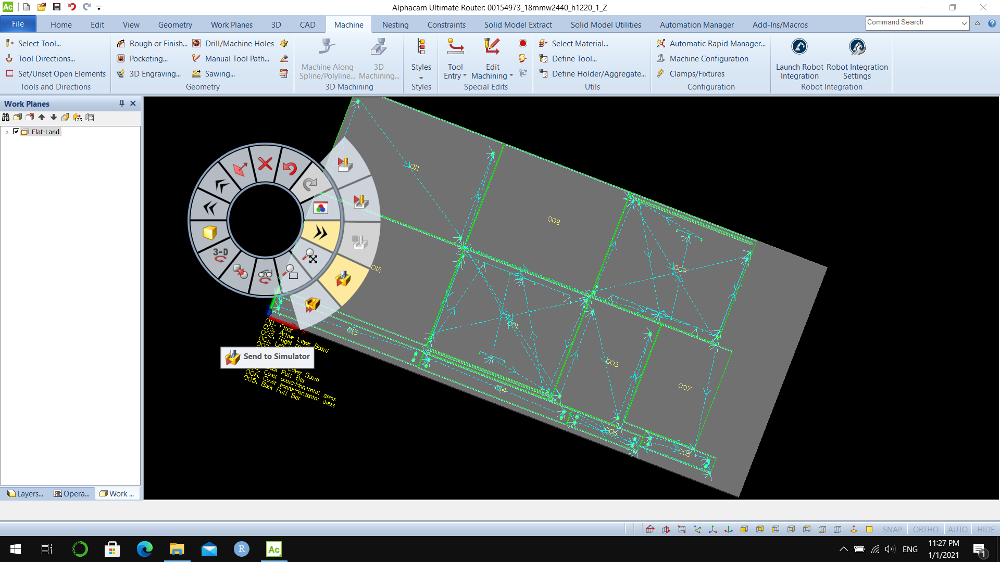 Ac
Alphacam Ultimate Router: 00154973_18mmw2440_h1220_1_Z
File Home Edit View Geometry Work Planes 3D CAD Machine Nesting Constraints Solid Model Extract Solid Model Utilities Automation Manager Add-Ins/Macros Command Search
Select Tool...
Tool Directions...
Set/Unset Open Elements
Tools and Directions
Rough or Finish...
Pocketing...
3D Engraving...
Drill/Machine Holes
Manual Tool Path...
Sawing...
Geometry
Machine Along
Spline/Polyline...
3D
Machining...
3D Machining
Styles
Styles
Tool
Entry
Edit
Machining
Special Edits
Select Material...
Define Tool...
Define Holder/Aggregate...
Utils
Automatic Rapid Manager...
Machine Configuration
Clamps/Fixtures
Configuration
Launch Robot
Integration
Robot Integration
Settings
Robot Integration
Work Planes
123
Flat-Land
3-D
011
002
009
015
001
013
003
007
014
006
005
X
011. Floor
015. Active Layer Board
002. Right
001. Left
Send to Simulator
Layer Board
Back Pull Bar
006. Cover board-Horizontal dress
Cover board-Horizontal dress
005. Back Pull Bar
Layers... Opera... Work ...
SNAP ORTHO AUTO HIDE
R
Ac
ENG
11:27 PM
1/1/2021
1